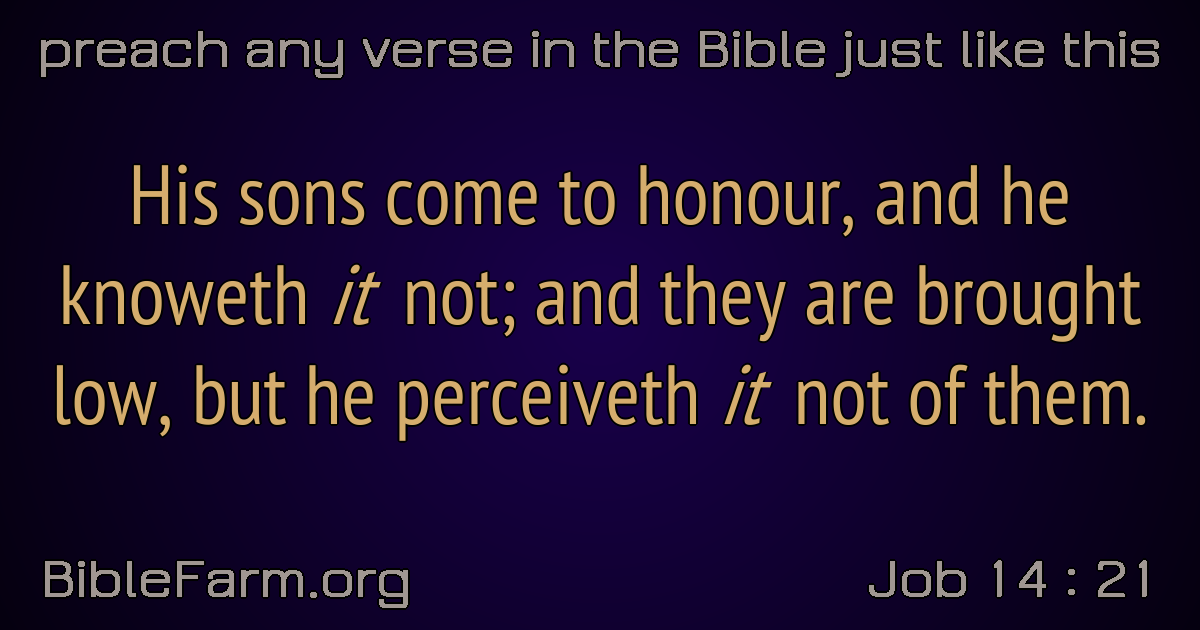 preach any verse in the Bible just like this
His sons come to honour, and he
knoweth it not; and they are brought
low, but he perceiveth it not of them.
BibleFarm.org
Job 14 : 21